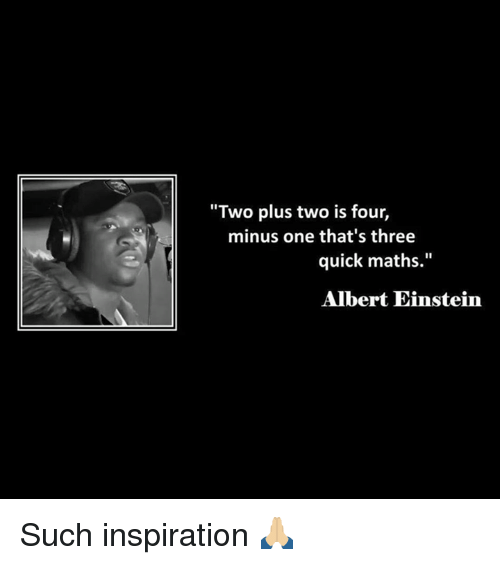 "Two plus two is four,
minus one that's three
quick maths."
Albert Einstein
Such inspiration 🙏🏼